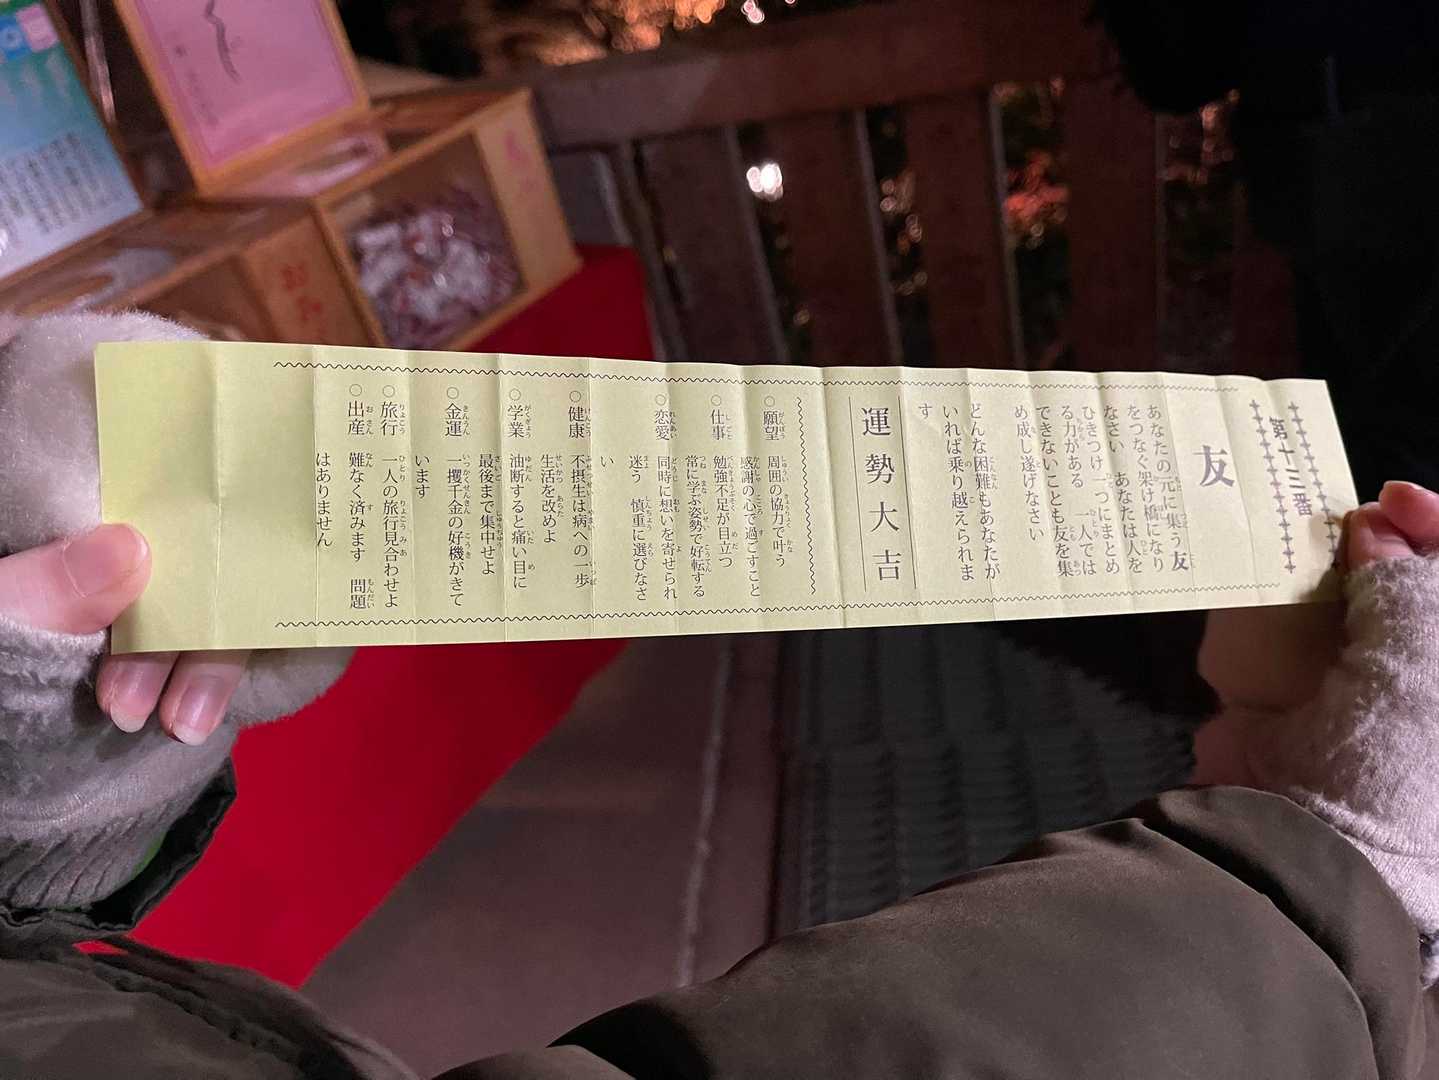 第十三番
友
あなたの元に集う友
をつなぐ架け橋になり
なさい　あなたは人を
ひきつけ一つにまとめ
る力がある　一人では
できないことも友を集
め成し遂げなさい
どんな困難もあなたが
いれば乗り越えられま
す
運勢大吉
○願望　周囲の協力で叶う
感謝の心で過ごすこと
○仕事　勉強不足が目立つ
常に学ぶ姿勢で好転する
○恋愛　同時に想いを寄せられ
迷う　慎重に選びなさ
い
○健康　不摂生は病への一歩
生活を改めよ
○学業　油断すると痛い目に
最後まで集中せよ
○金運　一攫千金の好機がきて
います
○旅行　一人の旅行見合わせよ
○出産　難なく済みます　問題
はありません